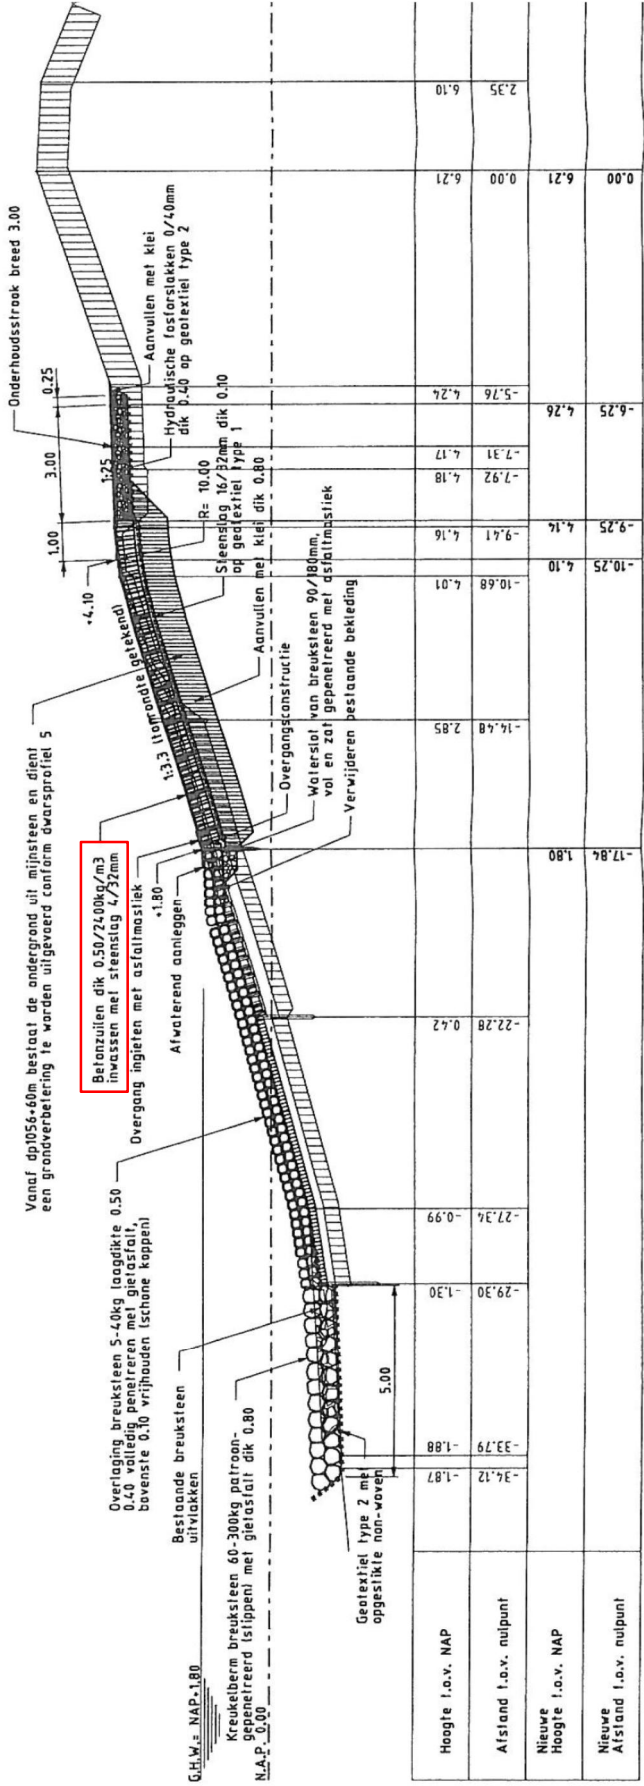 Onderhoudsstrook breed 3.00
0.25
3.00
1.00
1:25
Aanvullen met klei
Hydraulische fosforslakken 0/40mm
dik 0.40 op geotextiel type 2
+4.10
R= 10.00
Steenslag 16/32mm dik 0.10
op geotextiel type 1
Aanvullen met klei dik 0.80
Vanaf dp1056+60m bestaat de ondergrond uit mijnsteen en dient
een grondverbetering te worden uitgevoerd conform dwarsprofiel 5
1:3.3 (tonrondte getekend)
Betonzuilen dik 0.50/2400kg/m3
inwassen met steenslag 4/32mm
Overgang ingieten met asfaltmastiek
Afwaterend aanleggen
+1.80
Overgangsconstructie
Waterslot van breuksteen 90/180mm,
vol en zat gepenetreerd met asfaltmastiek
Verwijderen bestaande bekleding
Overlaging breuksteen 5-40kg laagdikte 0.50
0.40 volledig penetreren met gietasfalt,
bovenste 0.10 vrijhouden (schone koppen)
Bestaande breuksteen
uitvlakken
G.H.W.= NAP+1.80
Kreukelberm breuksteen 60-300kg patroon-
gepenetreerd (stippen) met gietasfalt dik 0.80
N.A.P. 0.00
Geotextiel type 2 met
opgestikte non-woven
5.00
Hoogte t.o.v. NAP
-1.87 -1.88 -1.30 -0.99 0.42 2.85 4.01 4.16 4.18 4.17 4.24 6.21 6.10
Afstand t.o.v. nulpunt
-34.12 -33.79 -29.30 -27.34 -22.28 -14.48 -10.68 -9.41 -7.92 -7.31 -5.76 0.00 2.35
Nieuwe
Hoogte t.o.v. NAP
1.80 4.10 4.14 4.26 6.21
Nieuwe
Afstand t.o.v. nulpunt
-17.84 -10.25 -9.25 -6.25 0.00